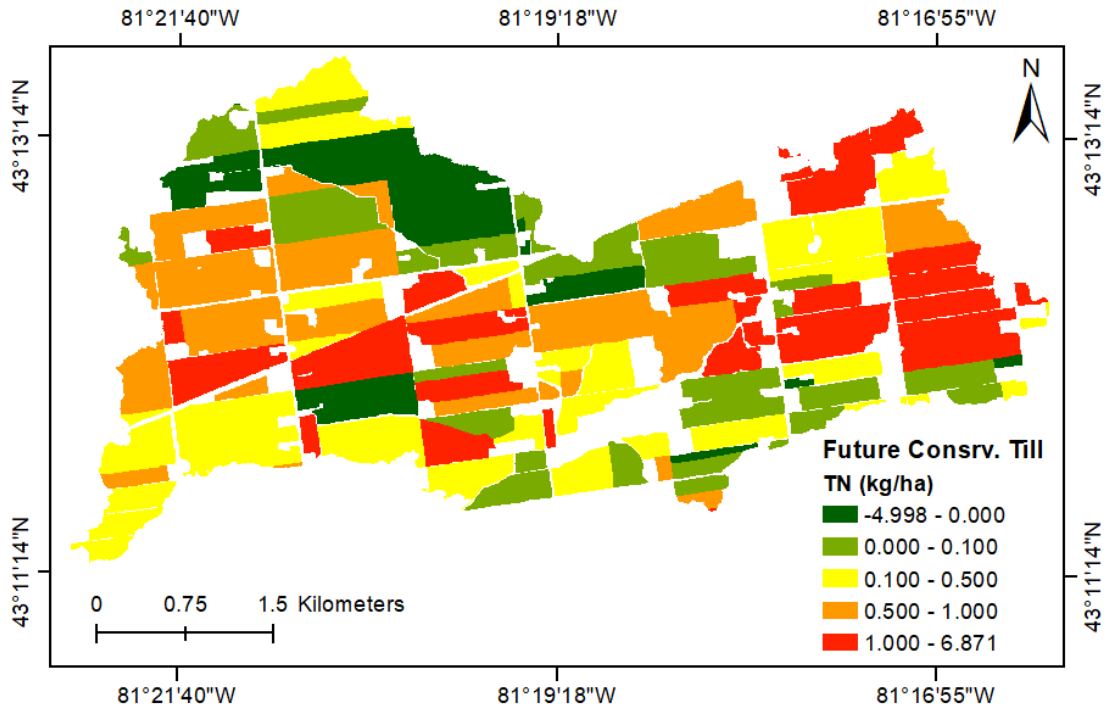 81°21'40"W 81°19'18"W 81°16'55"W
43°13'14"N
43°13'14"N
N
Future Consrv. Till
TN (kg/ha)
-4.998 - 0.000
0.000 - 0.100
0.100 - 0.500
0.500 - 1.000
1.000 - 6.871
43°11'14"N
43°11'14"N
0 0.75 1.5 Kilometers
81°21'40"W 81°19'18"W 81°16'55"W